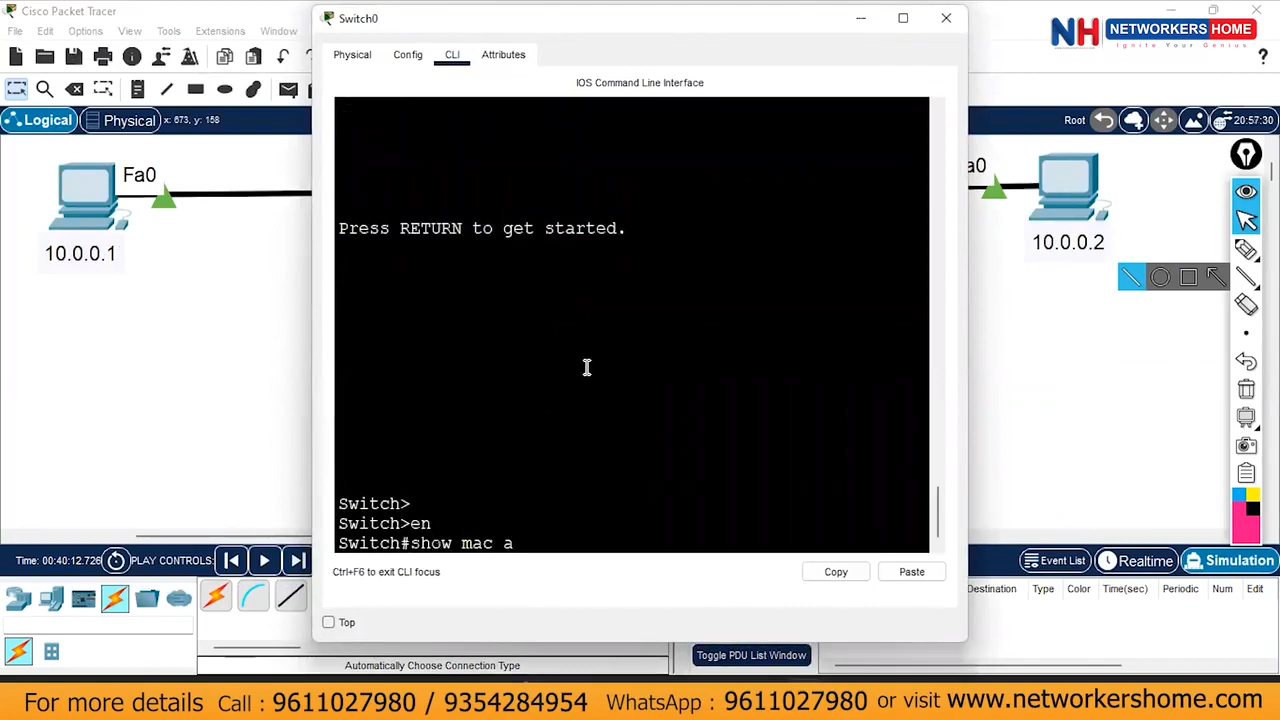 Cisco Packet Tracer
File Edit Options View Tools Extensions Window
Switch0
NH NETWORKERS HOME
Ignite Your Genius
?
Physical Config CLI Attributes
IOS Command Line Interface
Logical Physical x: 673, y: 158
Root 20:57:30
Fa0
10.0.0.1
a0
10.0.0.2
Press RETURN to get started.
Switch>
Switch>en
Switch#show mac a
Ctrl+F6 to exit CLI focus
Copy Paste
Top
Time: 00:40:12.726 PLAY CONTROLS:
Event List Realtime Simulation
Destination Type Color Time(sec) Periodic Num Edit
Toggle PDU List Window
Automatically Choose Connection Type
For more details Call : 9611027980 / 9354284954 WhatsApp : 9611027980 or visit www.networkershome.com